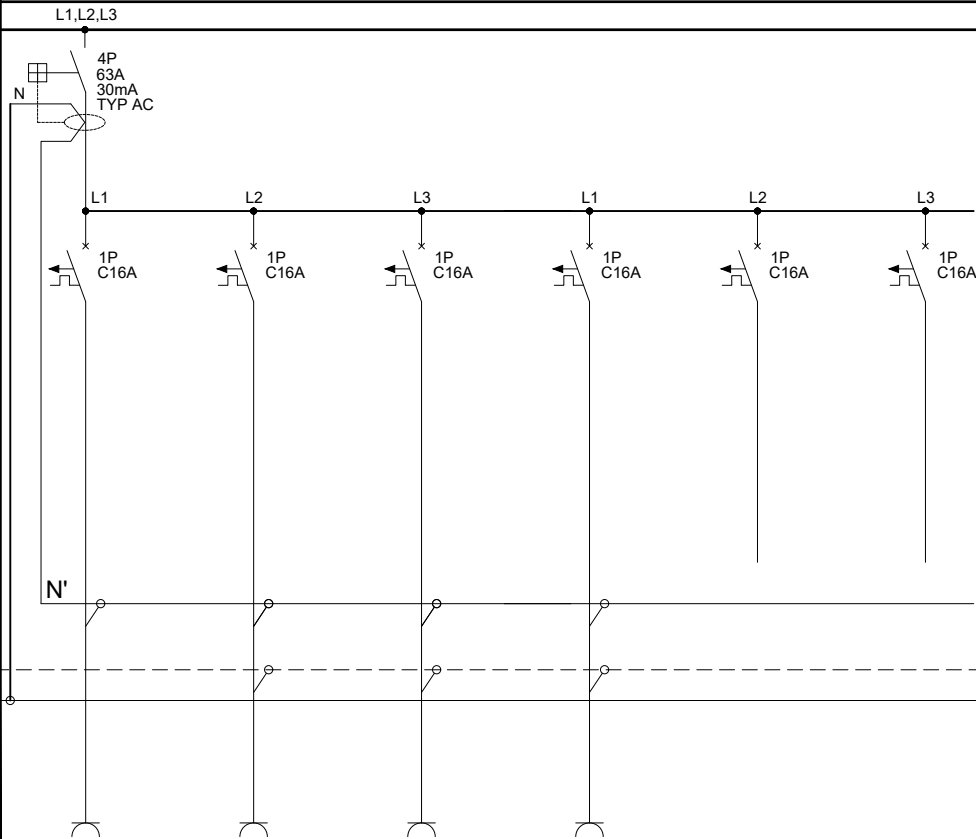 L1,L2,L3
4P
63A
30mA
TYP AC
N
L1
L2
L3
L1
L2
L3
1P
C16A
1P
C16A
1P
C16A
1P
C16A
1P
C16A
1P
C16A
N'